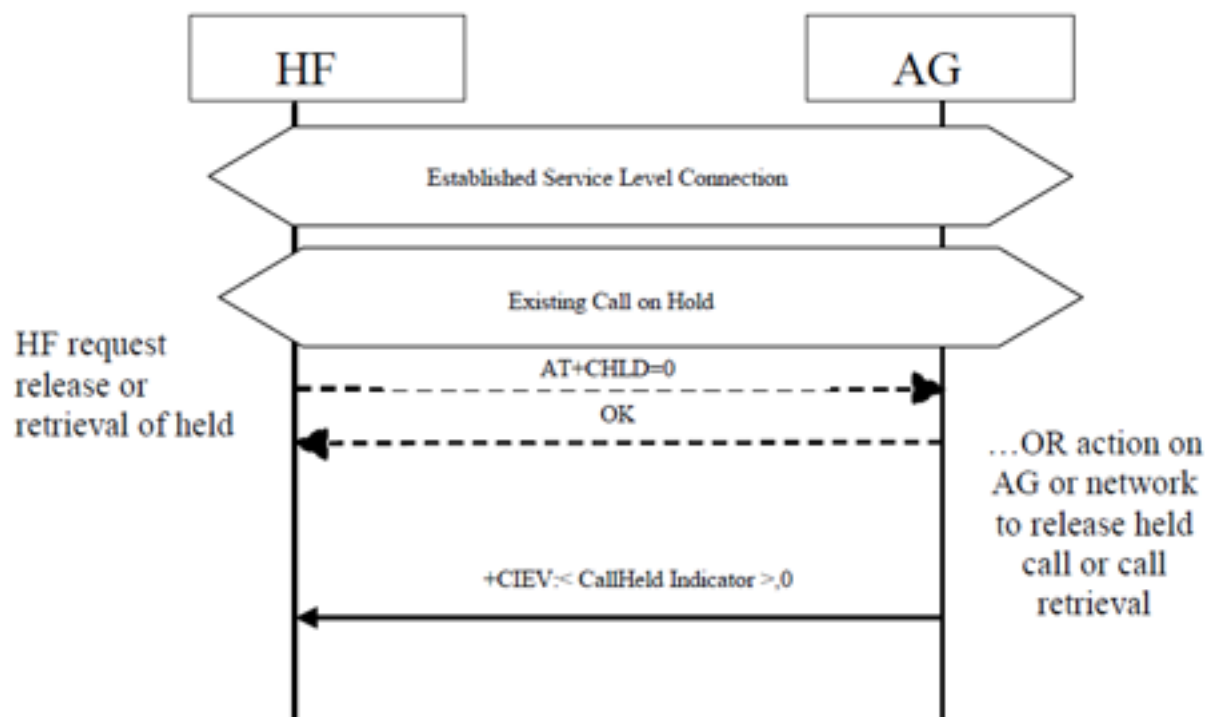 HF
AG
Established Service Level Connection
Existing Call on Hold
HF request
release or
retrieval of held
AT+CHLD=0
OK
…OR action on
AG or network
to release held
call or call
retrieval
+CIEV:< CallHeld Indicator >,0